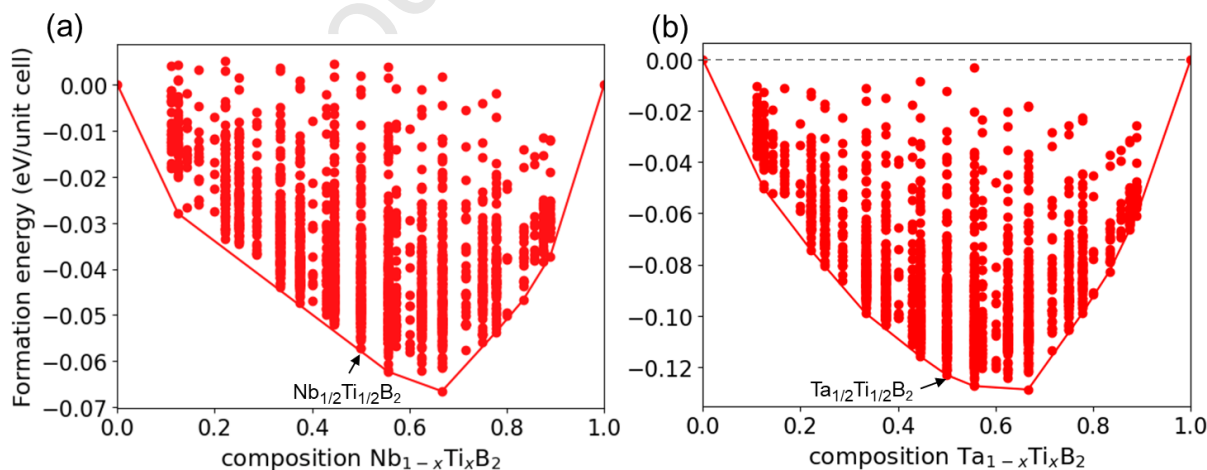 (a)
Formation energy (eV/unit cell)
0.00
−0.01
−0.02
−0.03
−0.04
−0.05
−0.06
−0.07
Nb1/2Ti1/2B2
0.0 0.2 0.4 0.6 0.8 1.0
composition Nb1−xTixB2
(b)
0.00
−0.02
−0.04
−0.06
−0.08
−0.10
−0.12
Ta1/2Ti1/2B2
0.0 0.2 0.4 0.6 0.8 1.0
composition Ta1−xTixB2